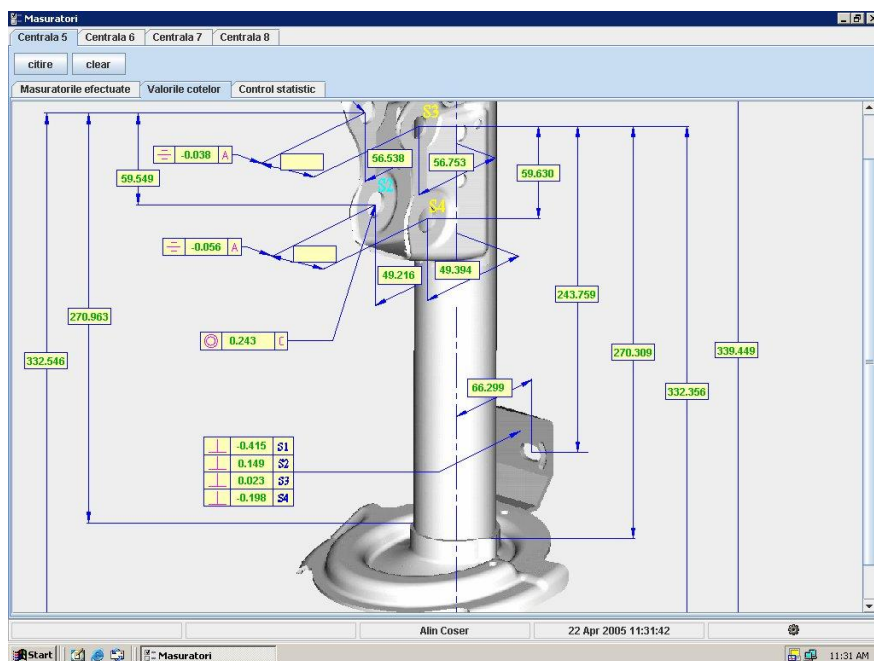 Masuratori
Centrala 5 Centrala 6 Centrala 7 Centrala 8
citire clear
Masuratorile efectuate Valorile cotelor Control statistic
S3
-0.038 A
56.538 56.753
59.549 59.630
S2
S4
-0.056 A
49.216 49.394
243.759
270.963
0.243 C
332.546 270.309 339.449
66.299 332.356
-0.415 S1
0.149 S2
0.023 S3
-0.198 S4
Alin Coser 22 Apr 2005 11:31:42
Start Masuratori 11:31 AM